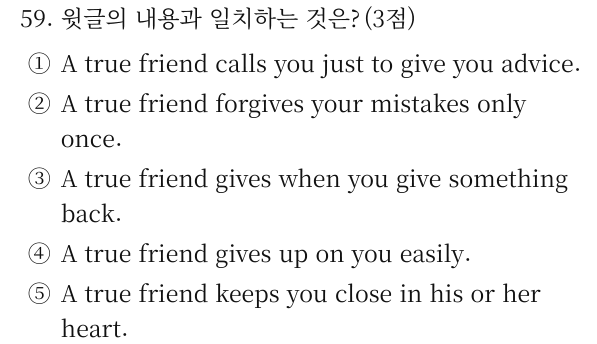 59. 윗글의 내용과 일치하는 것은?(3점)
① A true friend calls you just to give you advice.
② A true friend forgives your mistakes only
once.
③ A true friend gives when you give something
back.
④ A true friend gives up on you easily.
⑤ A true friend keeps you close in his or her
heart.